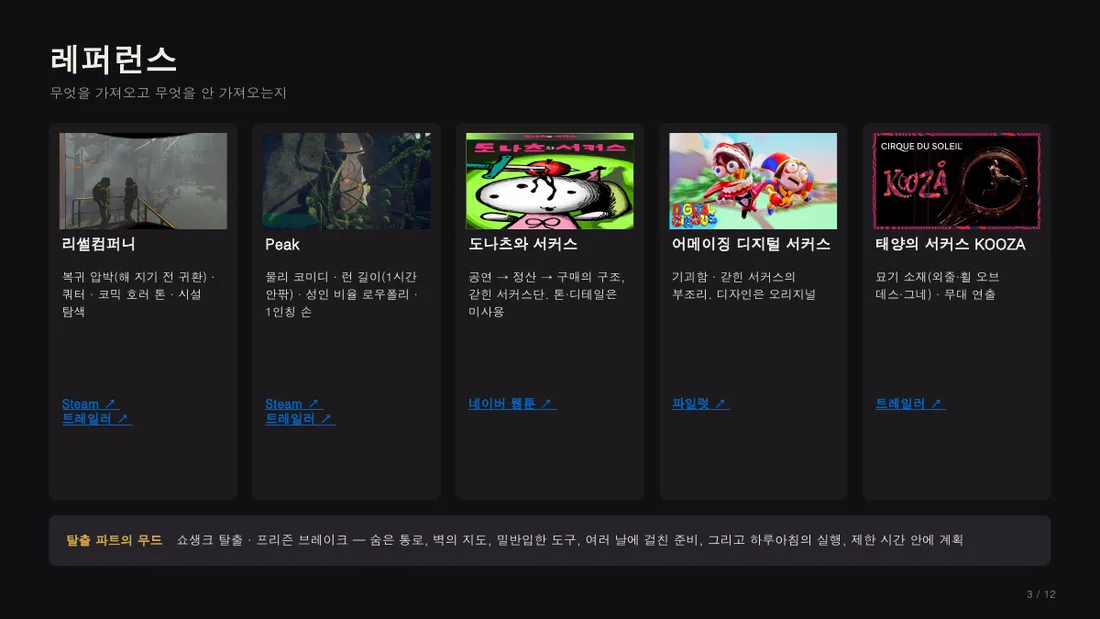 레퍼런스
무엇을 가져오고 무엇을 안 가져오는지
도나츠와서커스
DIGITAL
CIRCUS
CIRQUE DU SOLEIL
KOOZÅ
리썰컴퍼니
복귀 압박(해 지기 전 귀환) ·
쿼터 · 코믹 호러 톤 · 시설
탐색
Steam ↗
트레일러 ↗
Peak
물리 코미디 · 런 길이(1시간
안팎) · 성인 비율 로우폴리 ·
1인칭 손
Steam ↗
트레일러 ↗
도나츠와 서커스
공연 → 정산 → 구매의 구조,
갇힌 서커스단. 톤·디테일은
미사용
네이버 웹툰 ↗
어메이징 디지털 서커스
기괴함 · 갇힌 서커스의
부조리. 디자인은 오리지널
파일럿 ↗
태양의 서커스 KOOZA
묘기 소재(외줄·휠 오브
데스·그네) · 무대 연출
트레일러 ↗
탈출 파트의 무드 쇼생크 탈출 · 프리즌 브레이크 — 숨은 통로, 벽의 지도, 밀반입한 도구, 여러 날에 걸친 준비, 그리고 하루아침의 실행, 제한 시간 안에 계획
3 / 12